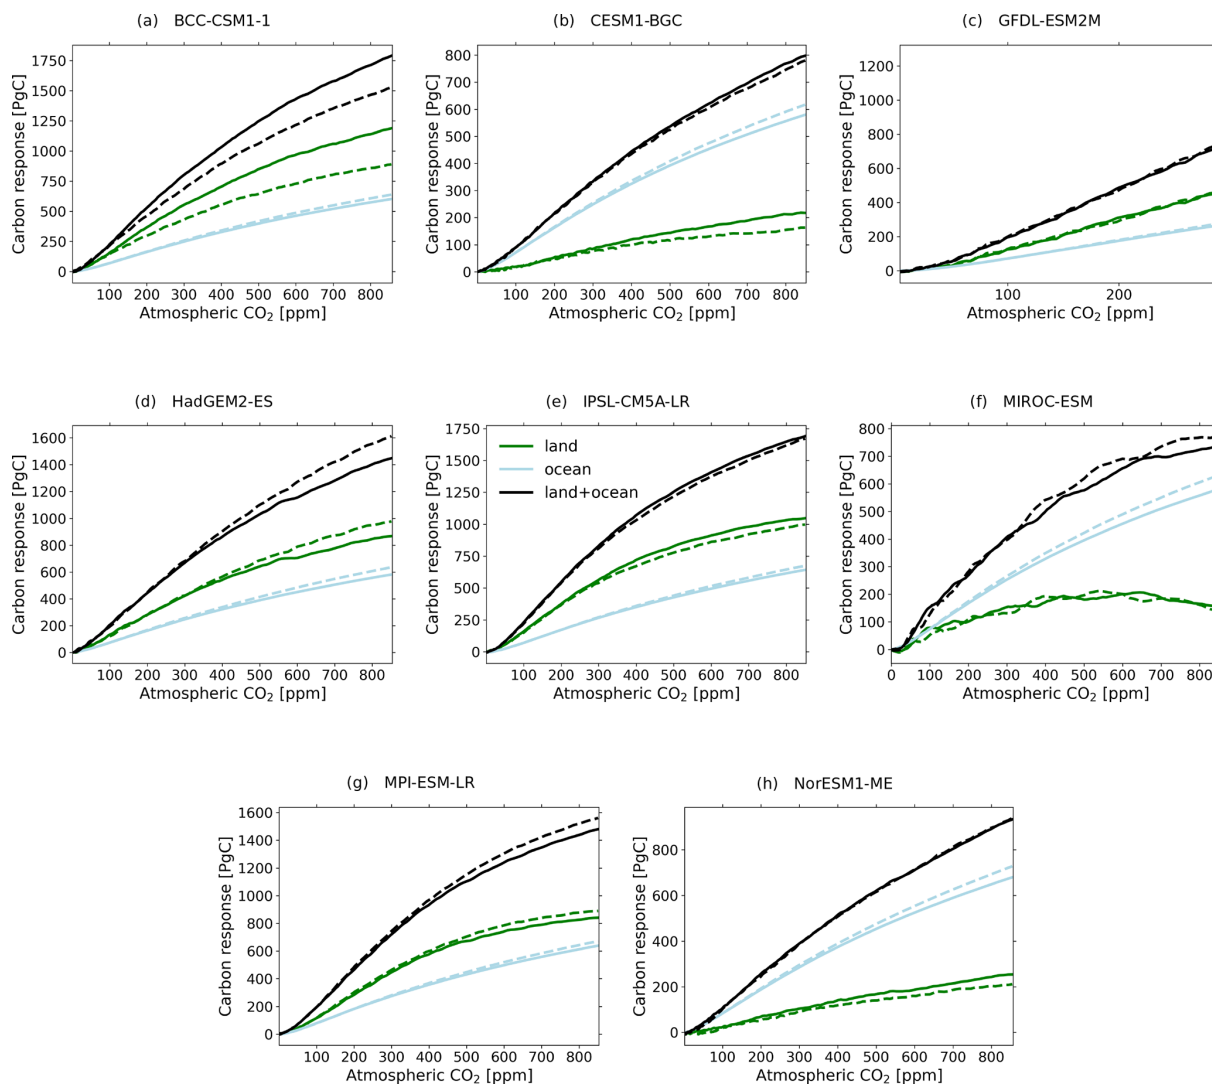 (a) BCC-CSM1-1
(b) CESM1-BGC
(c) GFDL-ESM2M
Carbon response [PgC]
1750
1500
1250
1000
750
500
250
0
100 200 300 400 500 600 700 800
Atmospheric CO2 [ppm]
Carbon response [PgC]
800
700
600
500
400
300
200
100
0
100 200 300 400 500 600 700 800
Atmospheric CO2 [ppm]
Carbon response [PgC]
1200
1000
800
600
400
200
0
100 200
Atmospheric CO2 [ppm]
(d) HadGEM2-ES
(e) IPSL-CM5A-LR
(f) MIROC-ESM
Carbon response [PgC]
1600
1400
1200
1000
800
600
400
200
0
100 200 300 400 500 600 700 800
Atmospheric CO2 [ppm]
Carbon response [PgC]
1750
1500
1250
1000
750
500
250
0
land
ocean
land+ocean
100 200 300 400 500 600 700 800
Atmospheric CO2 [ppm]
Carbon response [PgC]
800
700
600
500
400
300
200
100
0
0 100 200 300 400 500 600 700 800
Atmospheric CO2 [ppm]
(g) MPI-ESM-LR
(h) NorESM1-ME
Carbon response [PgC]
1600
1400
1200
1000
800
600
400
200
0
100 200 300 400 500 600 700 800
Atmospheric CO2 [ppm]
Carbon response [PgC]
800
600
400
200
0
100 200 300 400 500 600 700 800
Atmospheric CO2 [ppm]